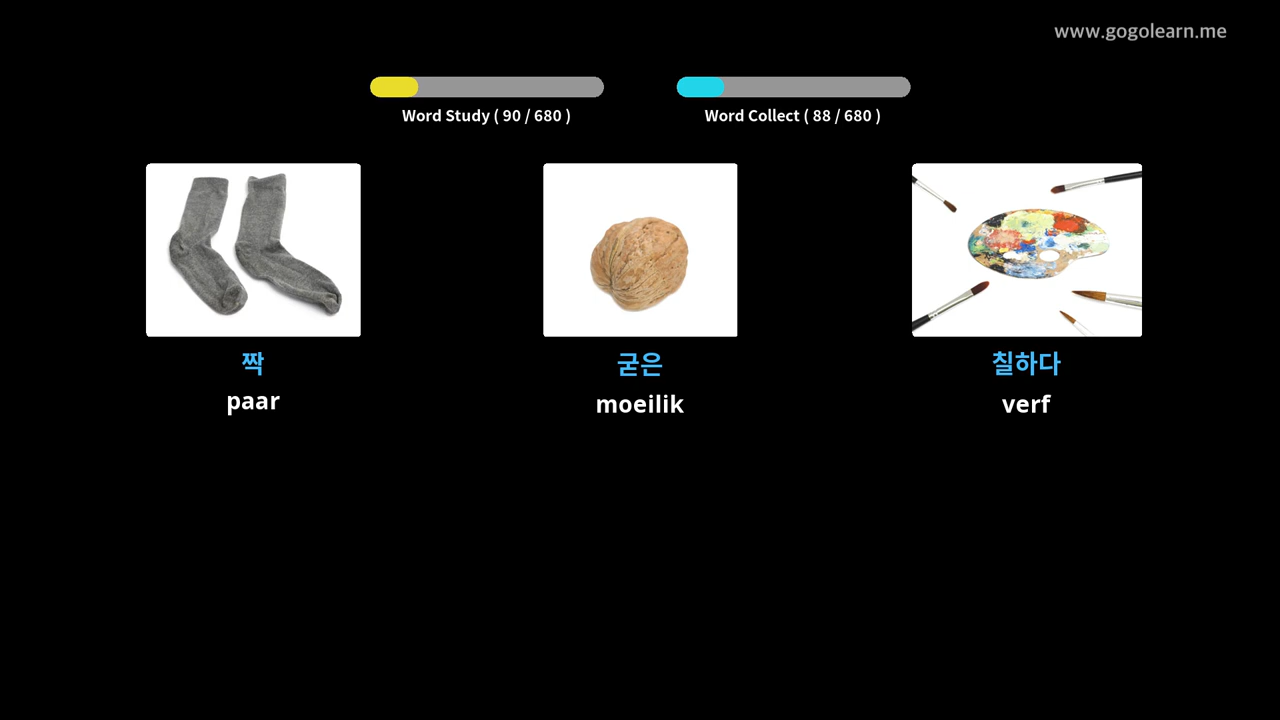 www.gogolearn.me
Word Study ( 90 / 680 )
Word Collect ( 88 / 680 )
짝
굳은
칠하다
paar
moeilik
verf